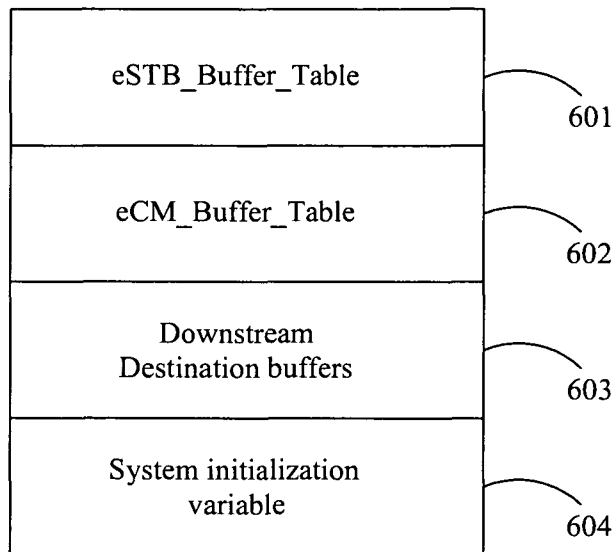 eSTB_Buffer_Table
601
eCM_Buffer_Table
602
Downstream
Destination buffers
603
System initialization
variable
604